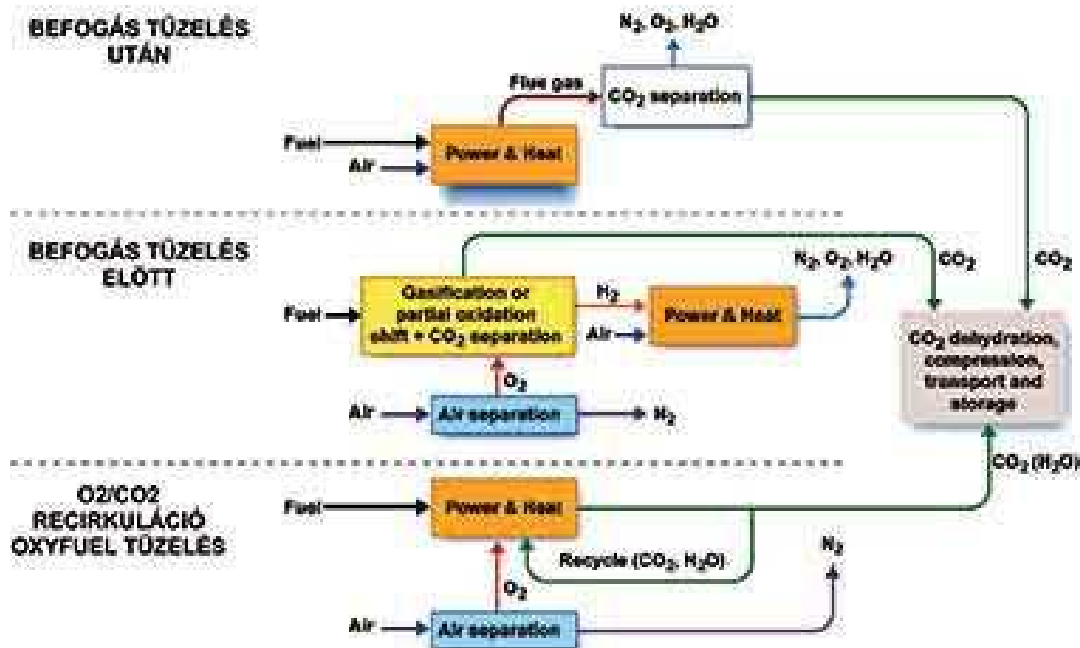 BEFOGÁS TÜZELÉS
UTÁN
N₂, O₂, H₂O
Flue gas
CO₂ separation
Fuel
Air
Power & Heat
BEFOGÁS TÜZELÉS
ELŐTT
N₂, O₂, H₂O
CO₂
CO₂
Fuel
Gasification or
partial oxidation
shift + CO₂ separation
H₂
Air
Power & Heat
CO₂ dehydration,
compression,
transport and
storage
O₂
Air
Air separation
N₂
CO₂ (H₂O)
O2/CO2
RECIRKULÁCIÓ
OXYFUEL TÜZELÉS
Fuel
Power & Heat
N₂
Recycle (CO₂, H₂O)
O₂
Air
Air separation